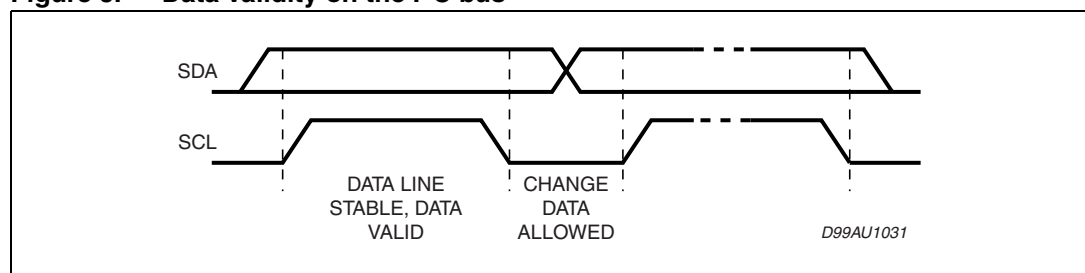 SDA
SCL
DATA LINE
STABLE, DATA
VALID
CHANGE
DATA
ALLOWED
D99AU1031